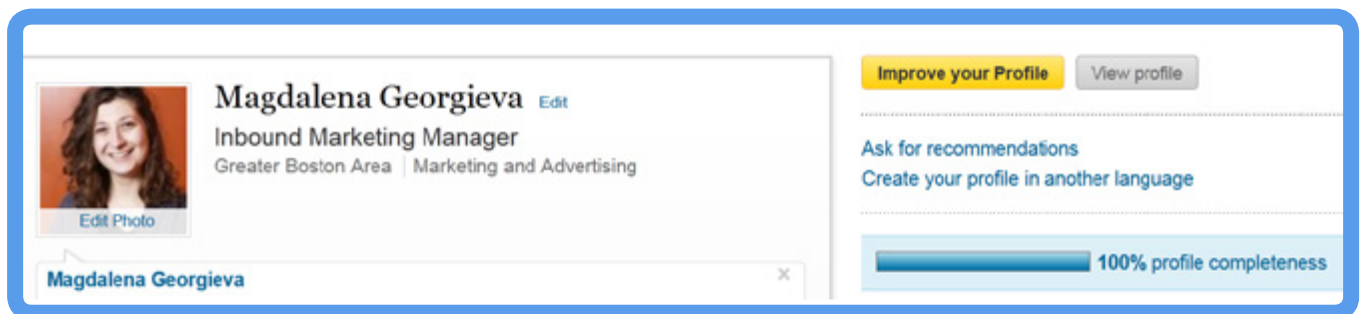 Magdalena Georgieva Edit
Inbound Marketing Manager
Greater Boston Area | Marketing and Advertising
Edit Photo
Magdalena Georgieva ×
Improve your Profile View profile
Ask for recommendations
Create your profile in another language
100% profile completeness